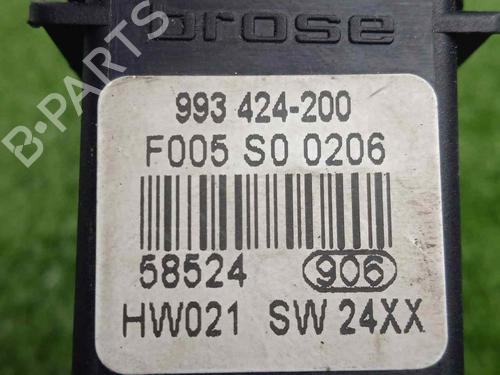 brose
993 424-200
F005 S0 0206
58524 906
HW021 SW 24XX
B-PARTS